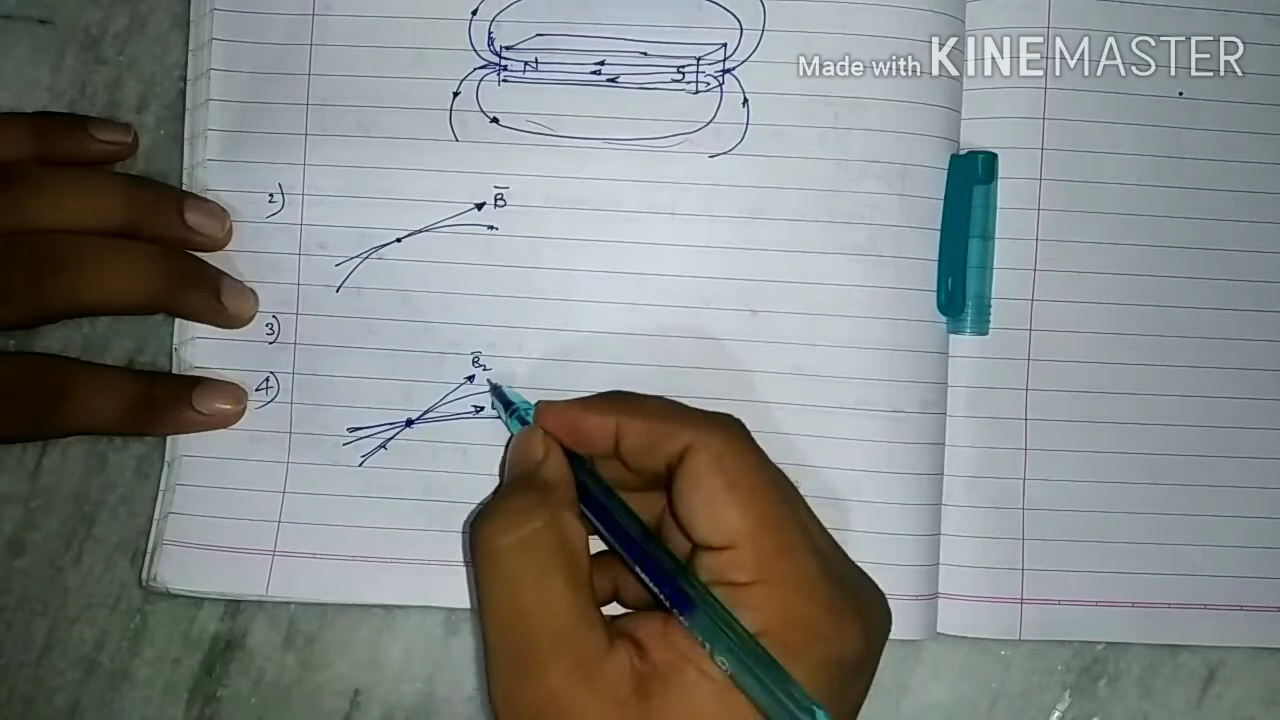 Made with KINEMASTER
N S
2)
B̅
3)
4)
B̅₂